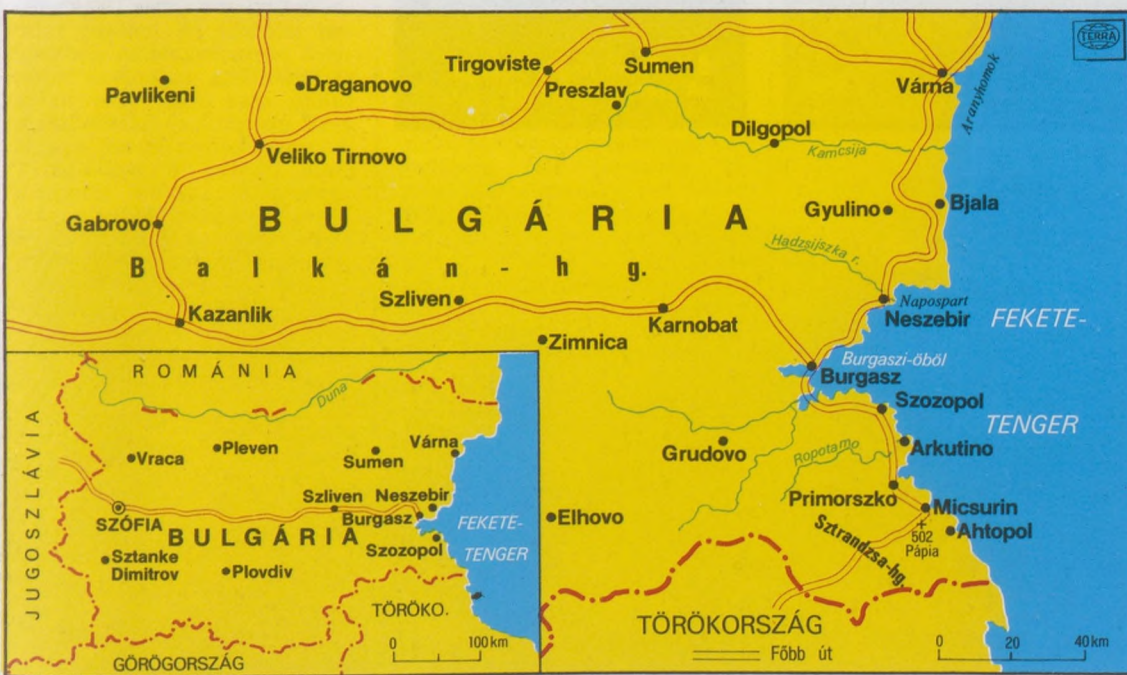 TERRA
Tirgoviste
Sumen
Várna
Aranyhomok
Pavlikeni
Draganovo
Preszlav
Dilgopol
Kamcsija
Veliko Tirnovo
Gabrovo
BULGÁRIA
Gyulino
Bjala
Hadzsijszka r.
Balkán-hg.
Kazanlik
Szliven
Karnobat
Napospart
Neszebir
FEKETE-
TENGER
Zimnica
Burgaszi-öböl
Burgasz
Szozopol
Grudovo
Ropotamo
Arkutino
Primorszko
Micsurin
Elhovo
Sztrandzsa-hg.
502
Pápia
Ahtopol
TÖRÖKORSZÁG
Főbb út
0 20 40 km
ROMÁNIA
Duna
JUGOSZLÁVIA
Vraca
Pleven
Sumen
Várna
Szliven
Neszebir
Burgasz
SZÓFIA
BULGÁRIA
FEKETE-
TENGER
Szozopol
Sztanke
Dimitrov
Plovdiv
TÖRÖKO.
GÖRÖGORSZÁG
0 100 km